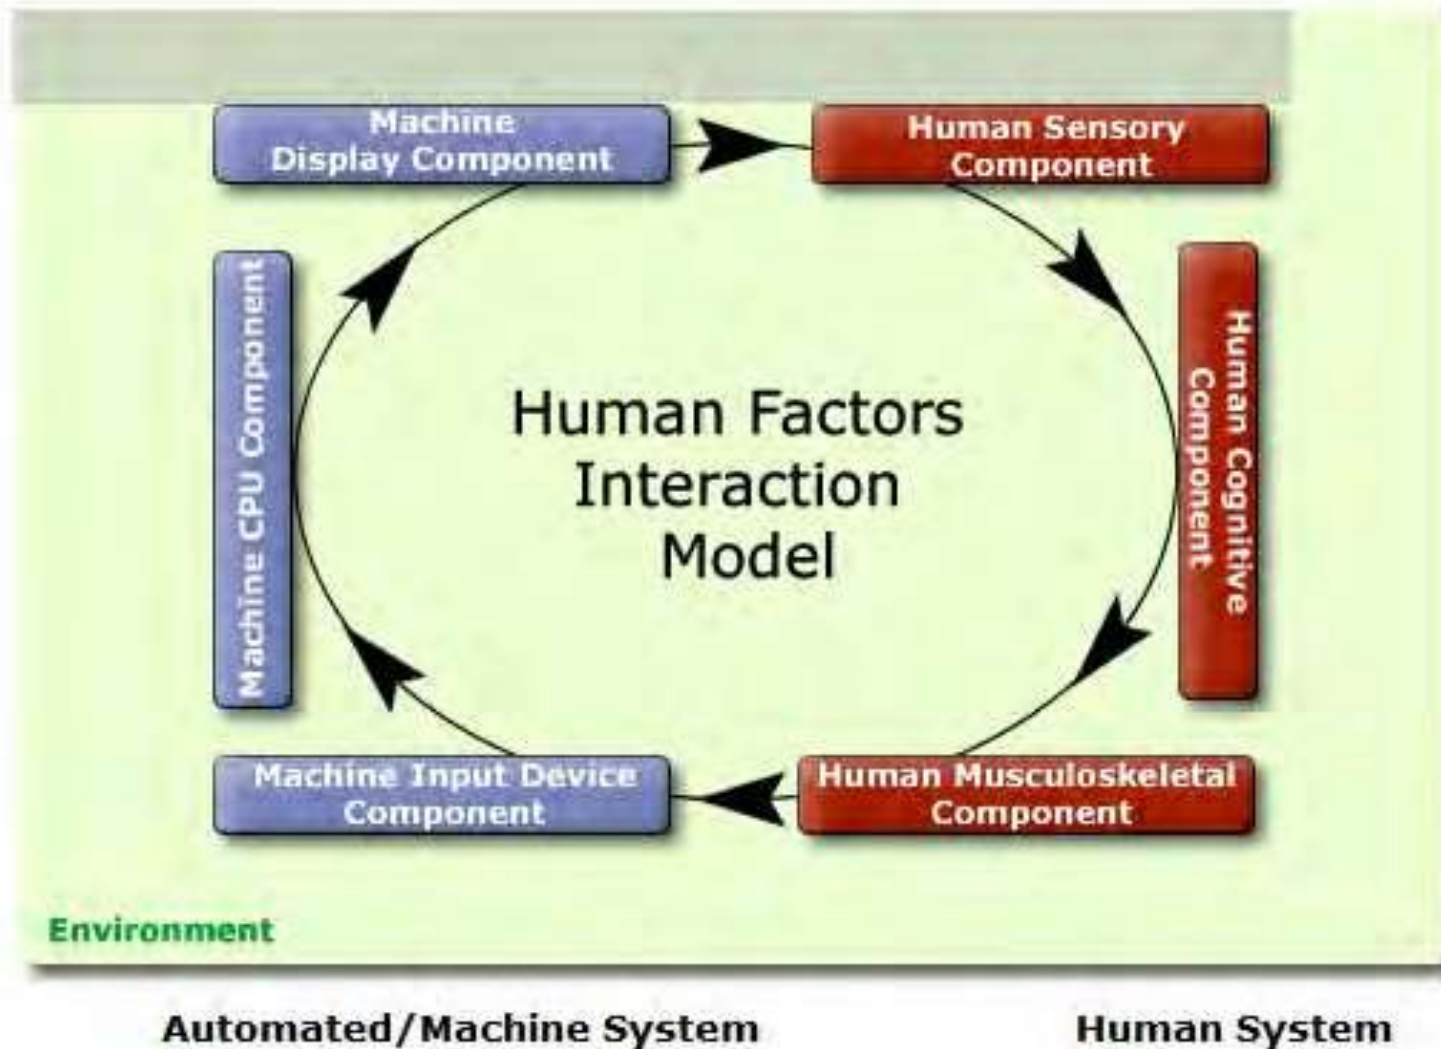 Machine
Display Component
Human Sensory
Component
Machine CPU Component
Human Cognitive
Component
Human Factors
Interaction
Model
Machine Input Device
Component
Human Musculoskeletal
Component
Environment
Automated/Machine System
Human System